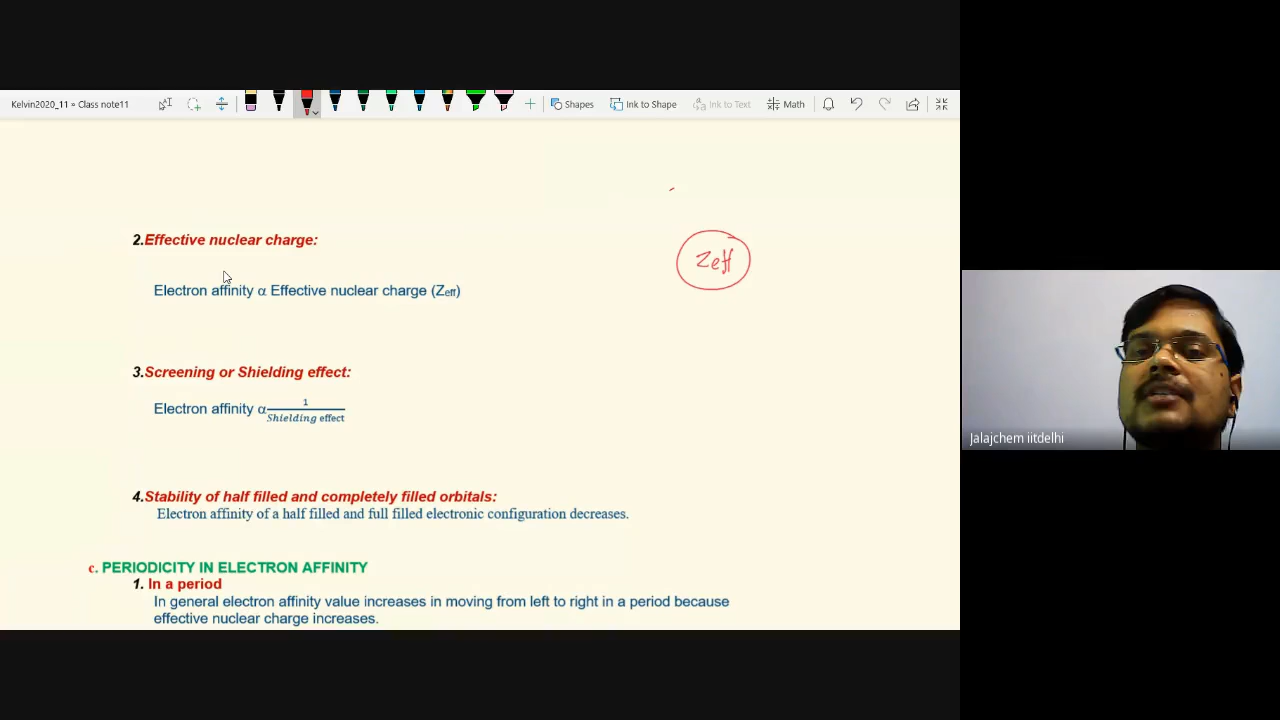 Kelvin2020_11 » Class note11
Shapes
Ink to Shape
Ink to Text
Math
2.Effective nuclear charge:
Zeff
Electron affinity α Effective nuclear charge (Zeff)
3.Screening or Shielding effect:
Electron affinity α 1/Shielding effect
Jalajchem iitdelhi
4.Stability of half filled and completely filled orbitals:
Electron affinity of a half filled and full filled electronic configuration decreases.
c. PERIODICITY IN ELECTRON AFFINITY
1. In a period
In general electron affinity value increases in moving from left to right in a period because
effective nuclear charge increases.